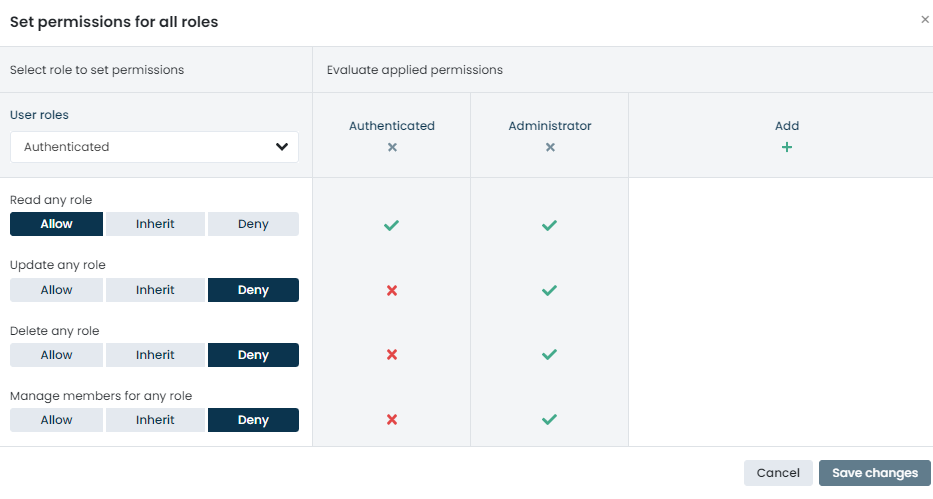 Set permissions for all roles
Select role to set permissions
Evaluate applied permissions
User roles
Authenticated
Authenticated
Administrator
Add
Read any role
Allow Inherit Deny
Update any role
Allow Inherit Deny
Delete any role
Allow Inherit Deny
Manage members for any role
Allow Inherit Deny
Cancel
Save changes